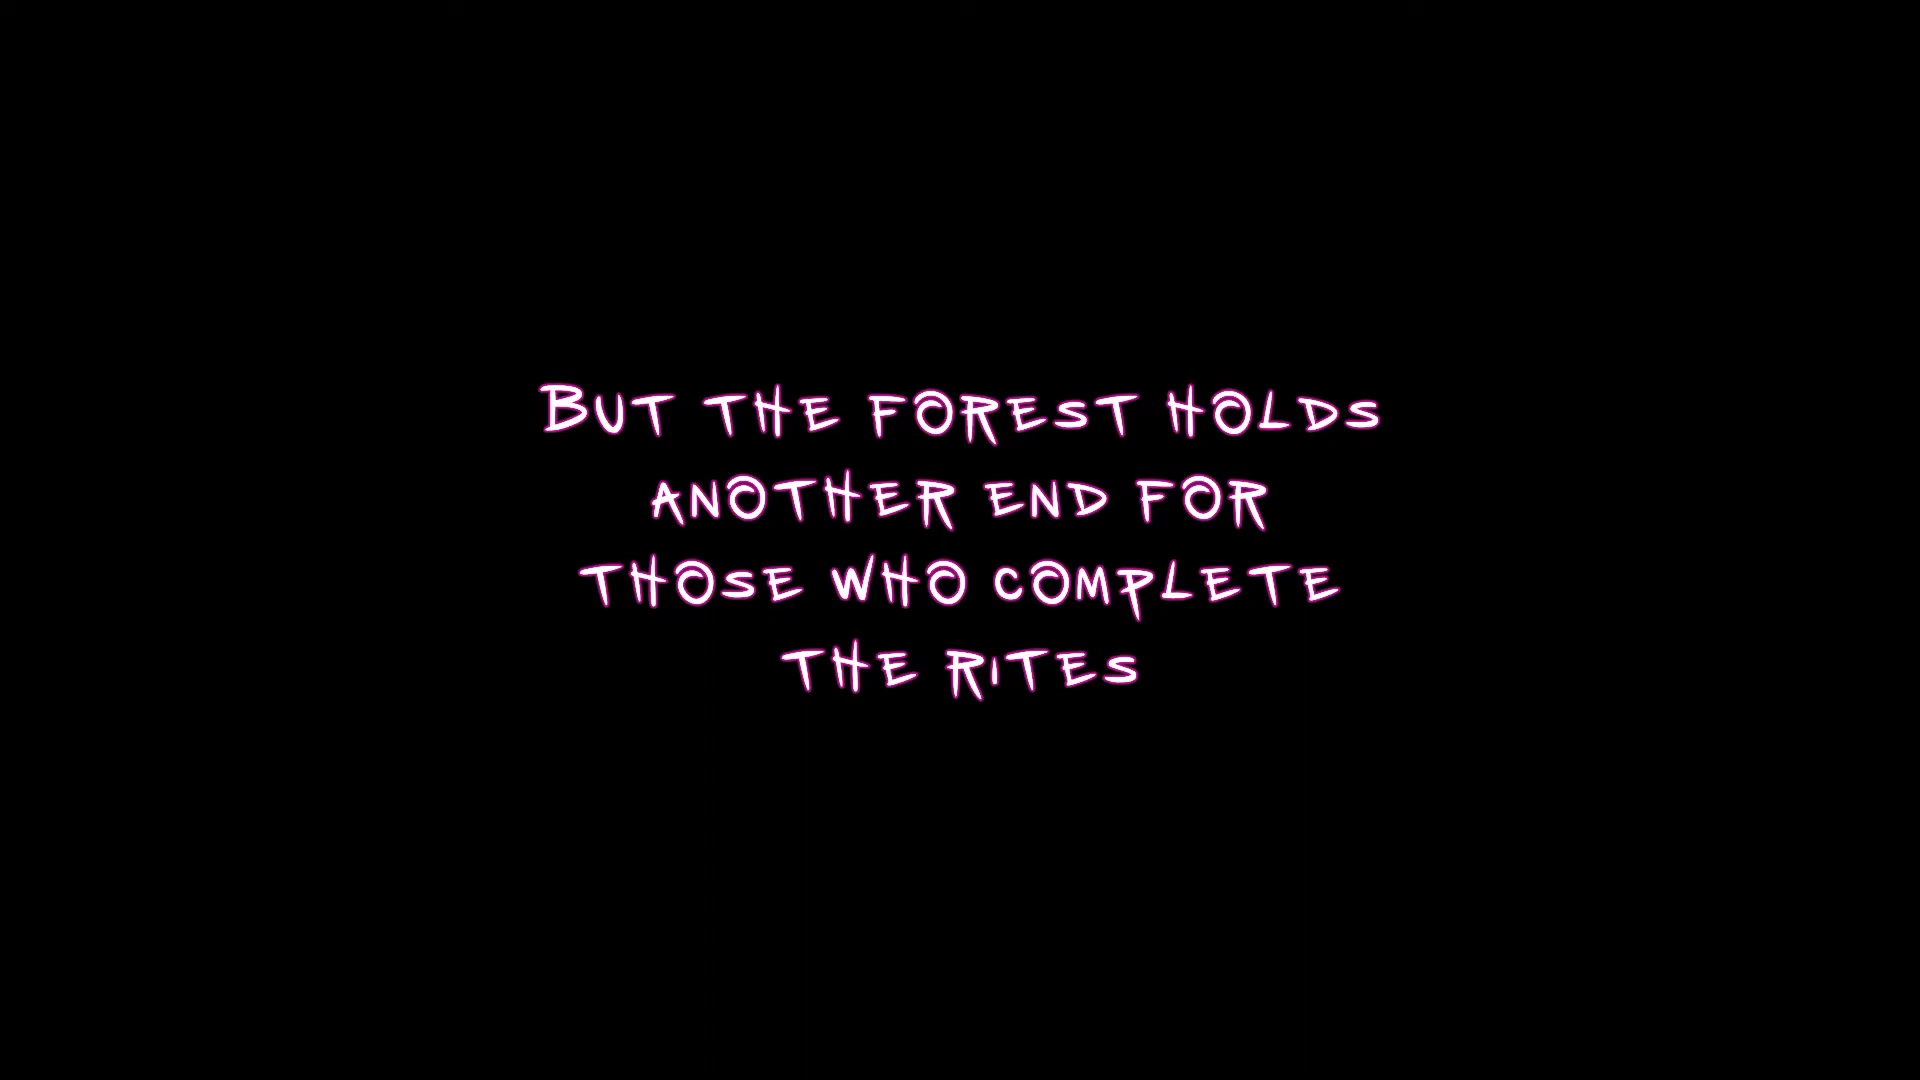 But the forest holds
another end for
those who complete
the Rites